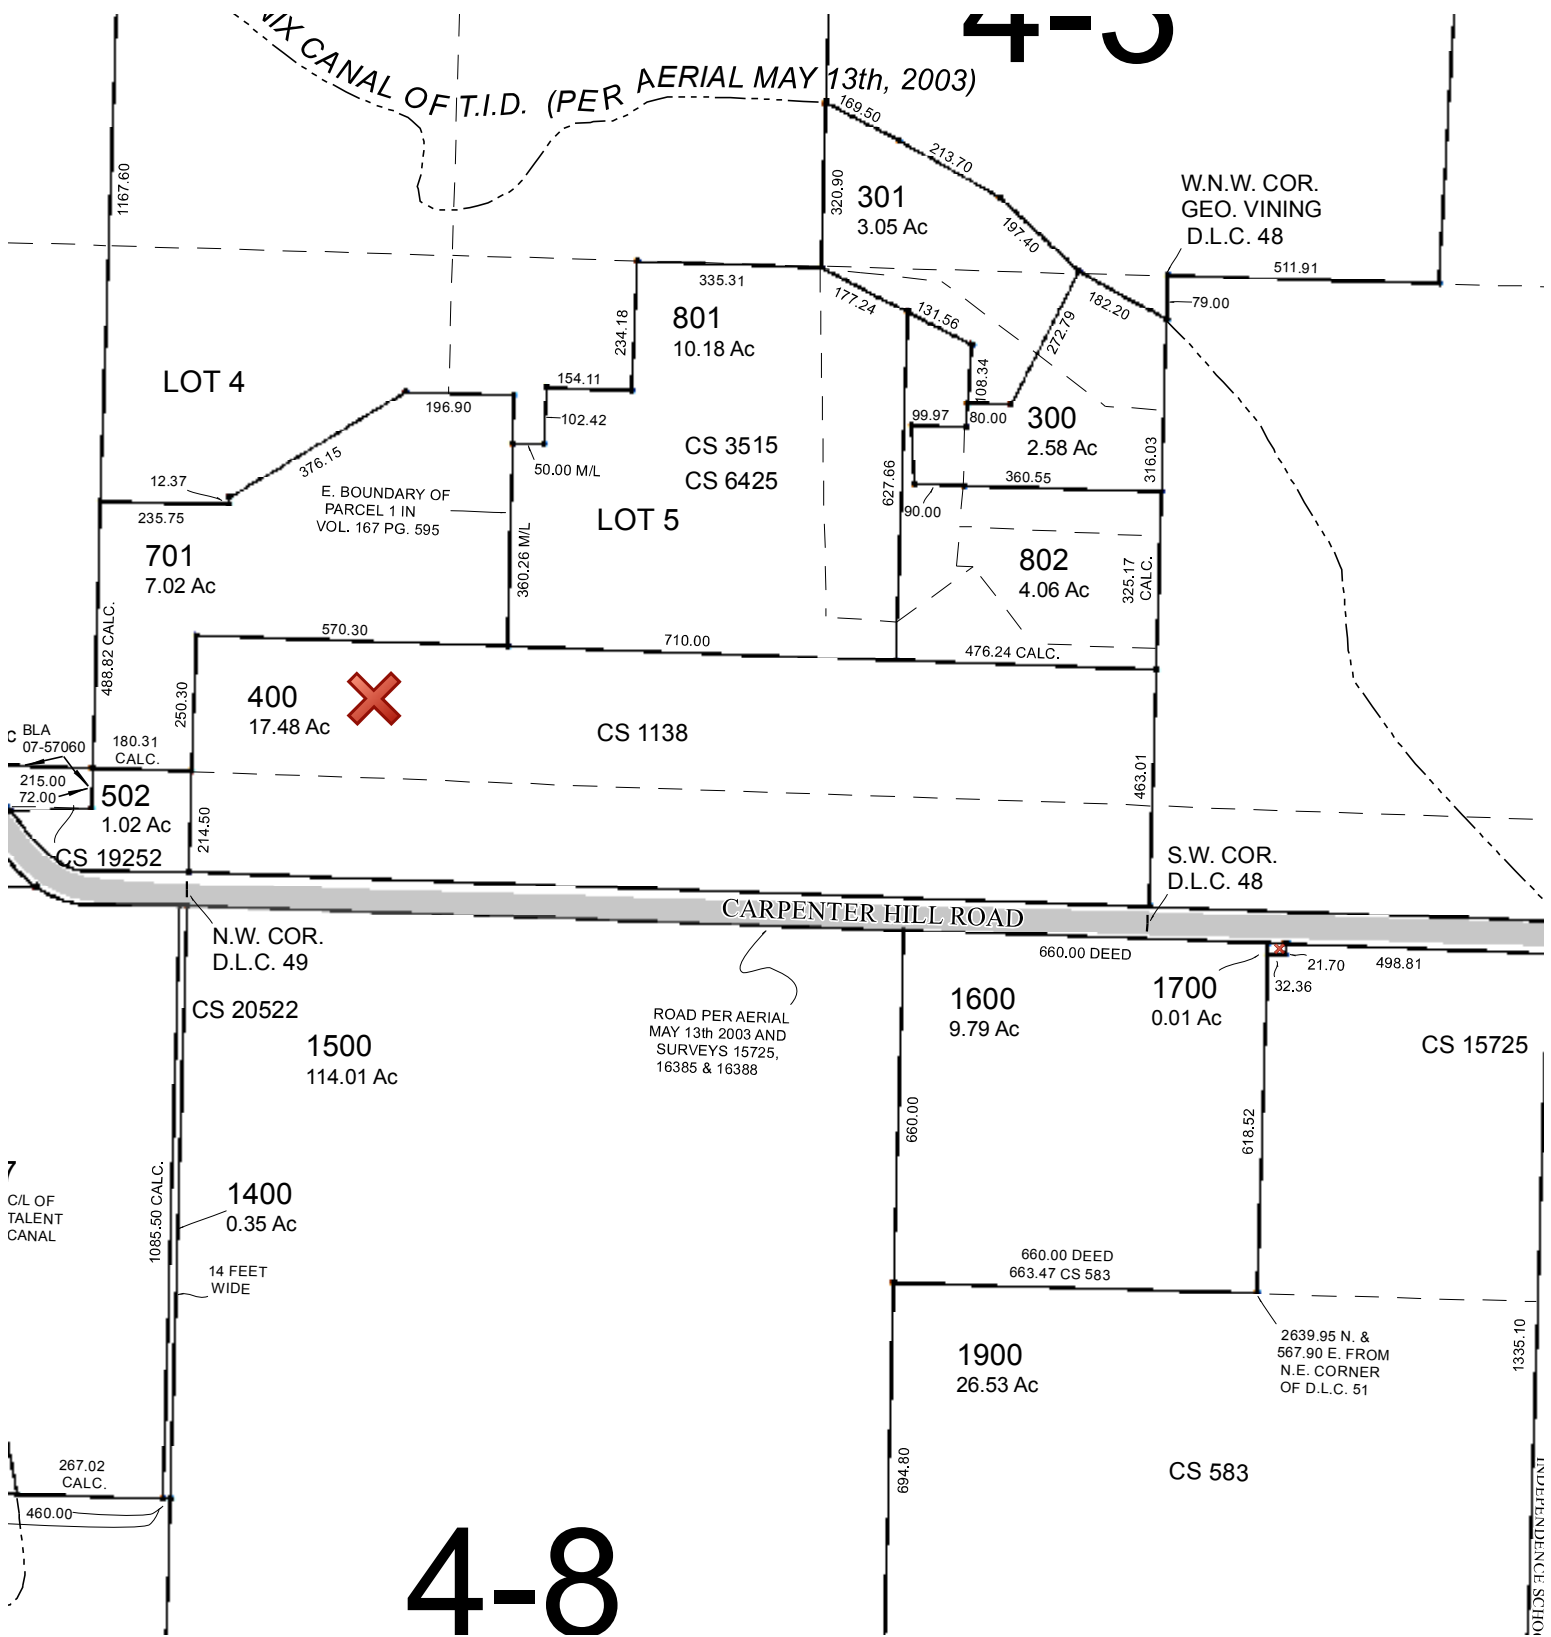 4-5
CANAL OF T.I.D. (PER AERIAL MAY 13th, 2003)
1167.60
169.50
213.70
320.90
301
3.05 Ac
197.40
W.N.W. COR.
GEO. VINING
D.L.C. 48
511.91
79.00
182.20
335.31
177.24
131.56
272.79
234.18
801
10.18 Ac
108.34
LOT 4
154.11
196.90
102.42
99.97
80.00
300
2.58 Ac
316.03
CS 3515
CS 6425
376.15
50.00 M/L
12.37
235.75
E. BOUNDARY OF
PARCEL 1 IN
VOL. 167 PG. 595
627.66
360.55
90.00
LOT 5
701
7.02 Ac
360.26 M/L
802
4.06 Ac
325.17
CALC.
488.82 CALC.
570.30
710.00
476.24 CALC.
250.30
400
17.48 Ac
CS 1138
C
BLA
07-57060
180.31
CALC.
463.01
215.00
72.00
502
1.02 Ac
214.50
CS 19252
S.W. COR.
D.L.C. 48
CARPENTER HILL ROAD
N.W. COR.
D.L.C. 49
660.00 DEED
21.70
498.81
32.36
CS 20522
ROAD PER AERIAL
MAY 13th 2003 AND
SURVEYS 15725,
16385 & 16388
1600
9.79 Ac
1700
0.01 Ac
1500
114.01 Ac
CS 15725
660.00
618.52
7
C/L OF
TALENT
CANAL
1085.50 CALC.
1400
0.35 Ac
14 FEET
WIDE
660.00 DEED
663.47 CS 583
1900
26.53 Ac
2639.95 N. &
567.90 E. FROM
N.E. CORNER
OF D.L.C. 51
1335.10
694.80
CS 583
267.02
CALC.
460.00
INDEPENDENCE SCHO
4-8